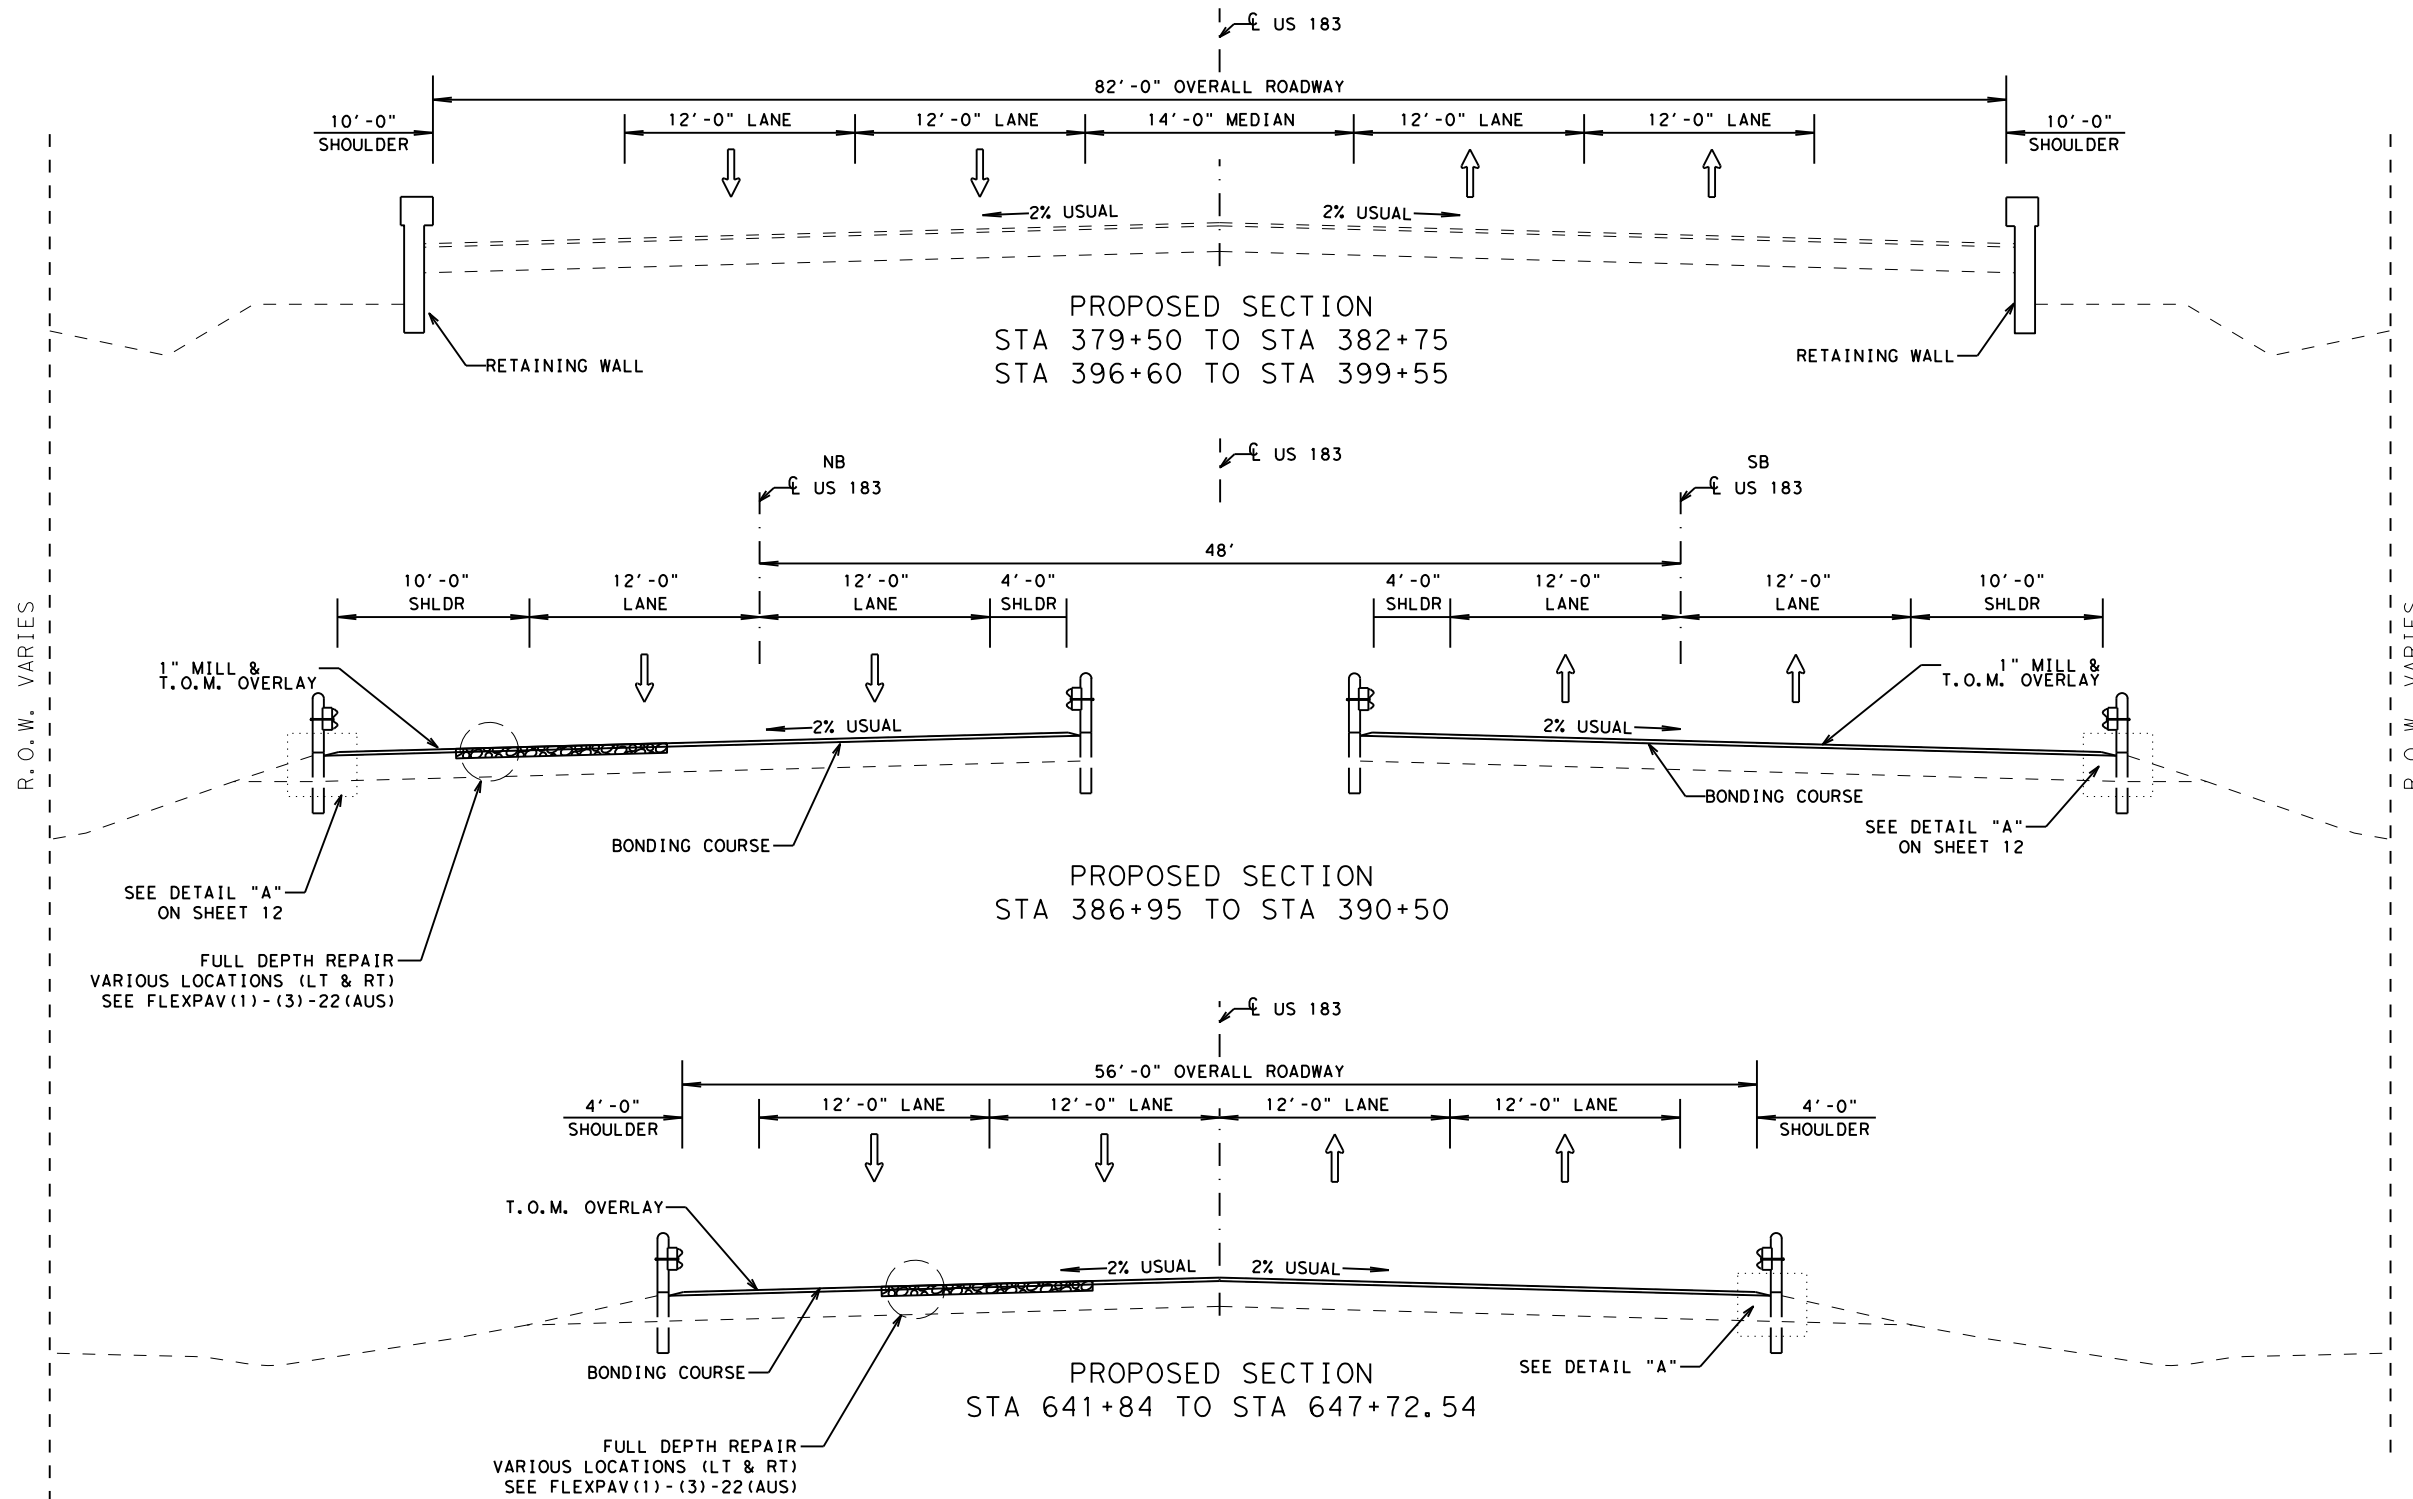 ℄ US 183
82'-0" OVERALL ROADWAY
10'-0"
SHOULDER
12'-0" LANE
12'-0" LANE
14'-0" MEDIAN
12'-0" LANE
12'-0" LANE
10'-0"
SHOULDER
2% USUAL
2% USUAL
RETAINING WALL
RETAINING WALL
PROPOSED SECTION
STA 379+50 TO STA 382+75
STA 396+60 TO STA 399+55
℄ US 183
NB
℄ US 183
SB
℄ US 183
48'
10'-0"
SHLDR
12'-0"
LANE
12'-0"
LANE
4'-0"
SHLDR
4'-0"
SHLDR
12'-0"
LANE
12'-0"
LANE
10'-0"
SHLDR
R.O.W. VARIES
R.O.W. VARIES
1" MILL &
T.O.M. OVERLAY
1" MILL &
T.O.M. OVERLAY
2% USUAL
2% USUAL
BONDING COURSE
BONDING COURSE
SEE DETAIL "A"
ON SHEET 12
SEE DETAIL "A"
ON SHEET 12
FULL DEPTH REPAIR
VARIOUS LOCATIONS (LT & RT)
SEE FLEXPAV(1)-(3)-22(AUS)
PROPOSED SECTION
STA 386+95 TO STA 390+50
℄ US 183
56'-0" OVERALL ROADWAY
4'-0"
SHOULDER
12'-0" LANE
12'-0" LANE
12'-0" LANE
12'-0" LANE
4'-0"
SHOULDER
T.O.M. OVERLAY
2% USUAL
2% USUAL
BONDING COURSE
SEE DETAIL "A"
PROPOSED SECTION
STA 641+84 TO STA 647+72.54
FULL DEPTH REPAIR
VARIOUS LOCATIONS (LT & RT)
SEE FLEXPAV(1)-(3)-22(AUS)